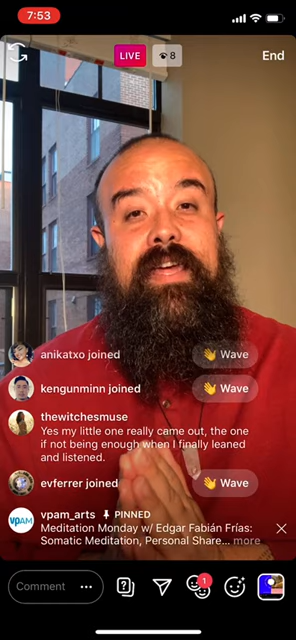 7:53
LIVE 8 End
anikatxo joined 👋 Wave
kengunminn joined 👋 Wave
thewitchesmuse
Yes my little one really came out, the one
if not being enough when I finally leaned
and listened.
evferrer joined 👋 Wave
VPAM
vpam_arts PINNED
Meditation Monday w/ Edgar Fabián Frías:
Somatic Meditation, Personal Share... more
Comment 1